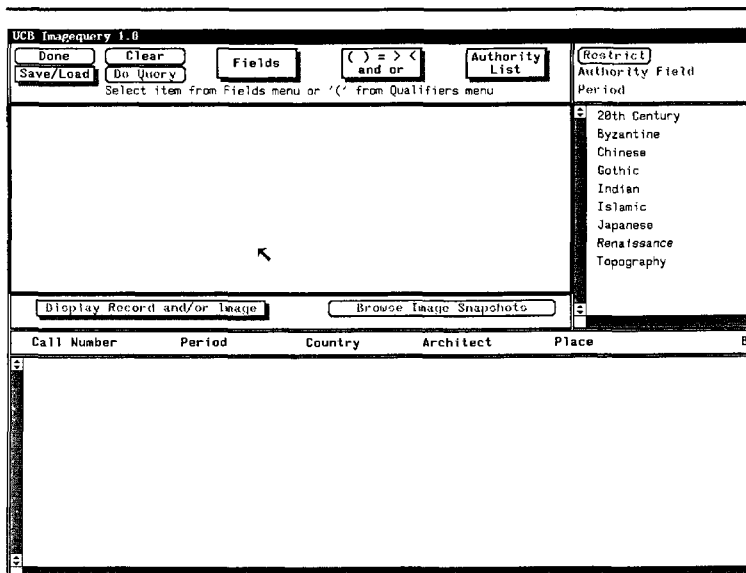 UCB Imagequery 1.0
Done Clear Fields ( ) = > < and or Authority List
Save/Load Do Query
Select item from Fields menu or '(' from Qualifiers menu
Restrict
Authority Field
Period
20th Century
Byzantine
Chinese
Gothic
Indian
Islamic
Japanese
Renaissance
Topography
Display Record and/or Image Browse Image Snapshots
Call Number Period Country Architect Place B